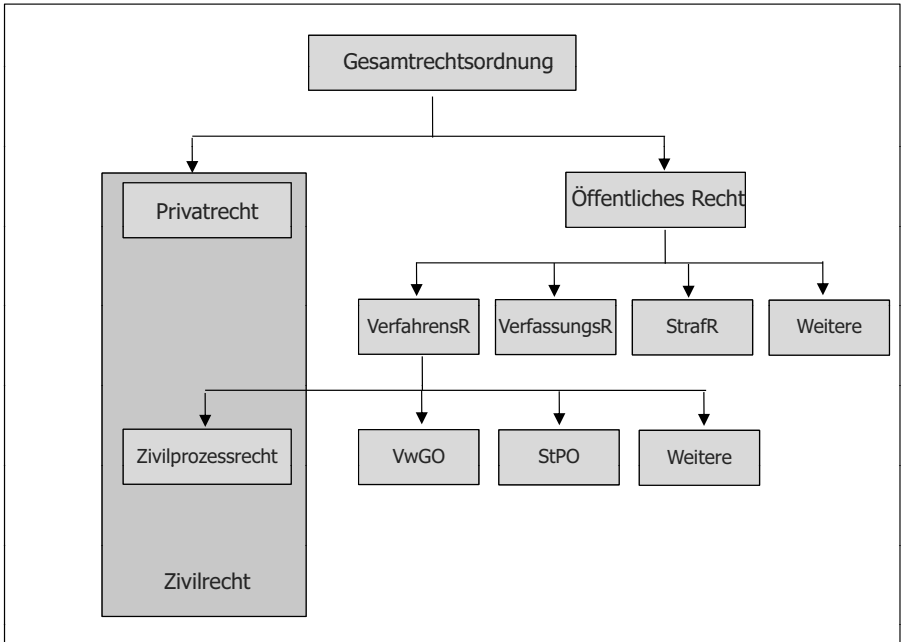 Gesamtrechtsordnung
Privatrecht
Öffentliches Recht
VerfahrensR
VerfassungsR
StrafR
Weitere
Zivilprozessrecht
VwGO
StPO
Weitere
Zivilrecht